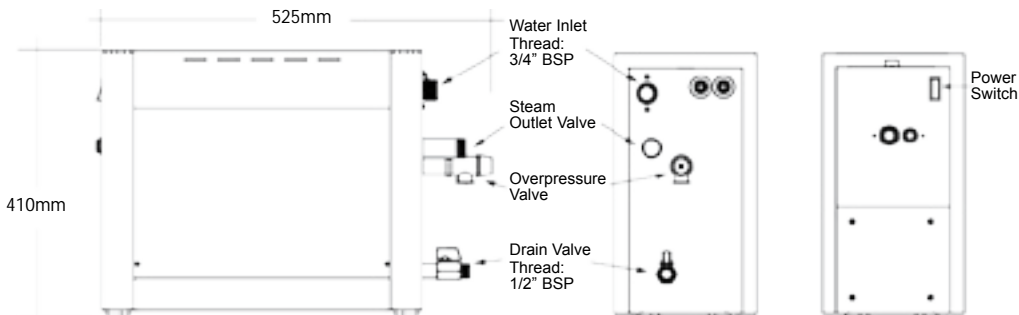 525mm
Water Inlet
Thread:
3/4” BSP
Steam
Outlet Valve
Power
Switch
Overpressure
Valve
410mm
Drain Valve
Thread:
1/2” BSP